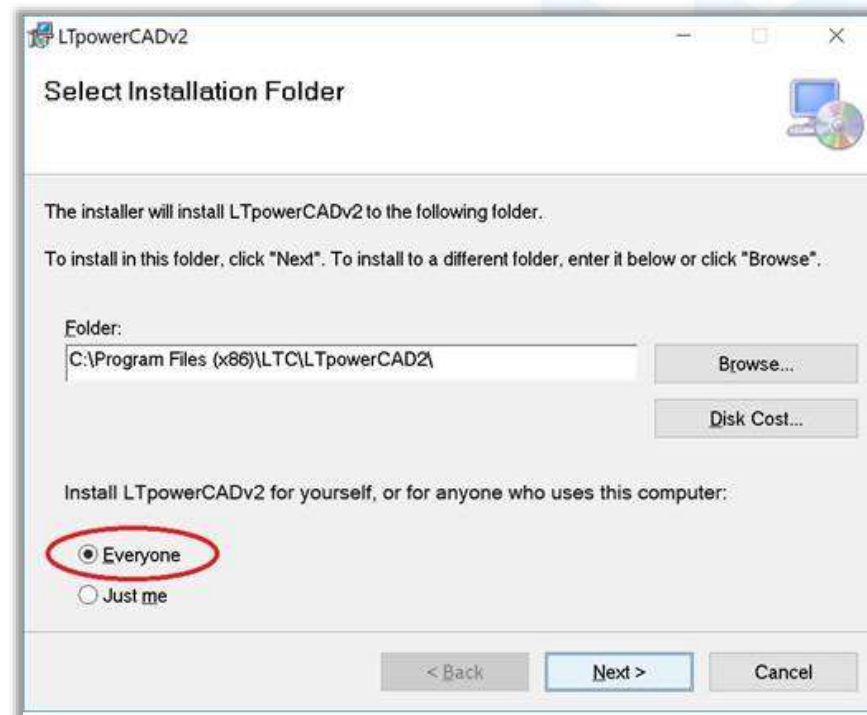 LTpowerCADv2
Select Installation Folder
The installer will install LTpowerCADv2 to the following folder.
To install in this folder, click "Next". To install to a different folder, enter it below or click "Browse".
Folder:
C:\Program Files (x86)\LTC\LTpowerCAD2\
Browse...
Disk Cost...
Install LTpowerCADv2 for yourself, or for anyone who uses this computer:
Everyone
Just me
< Back Next > Cancel